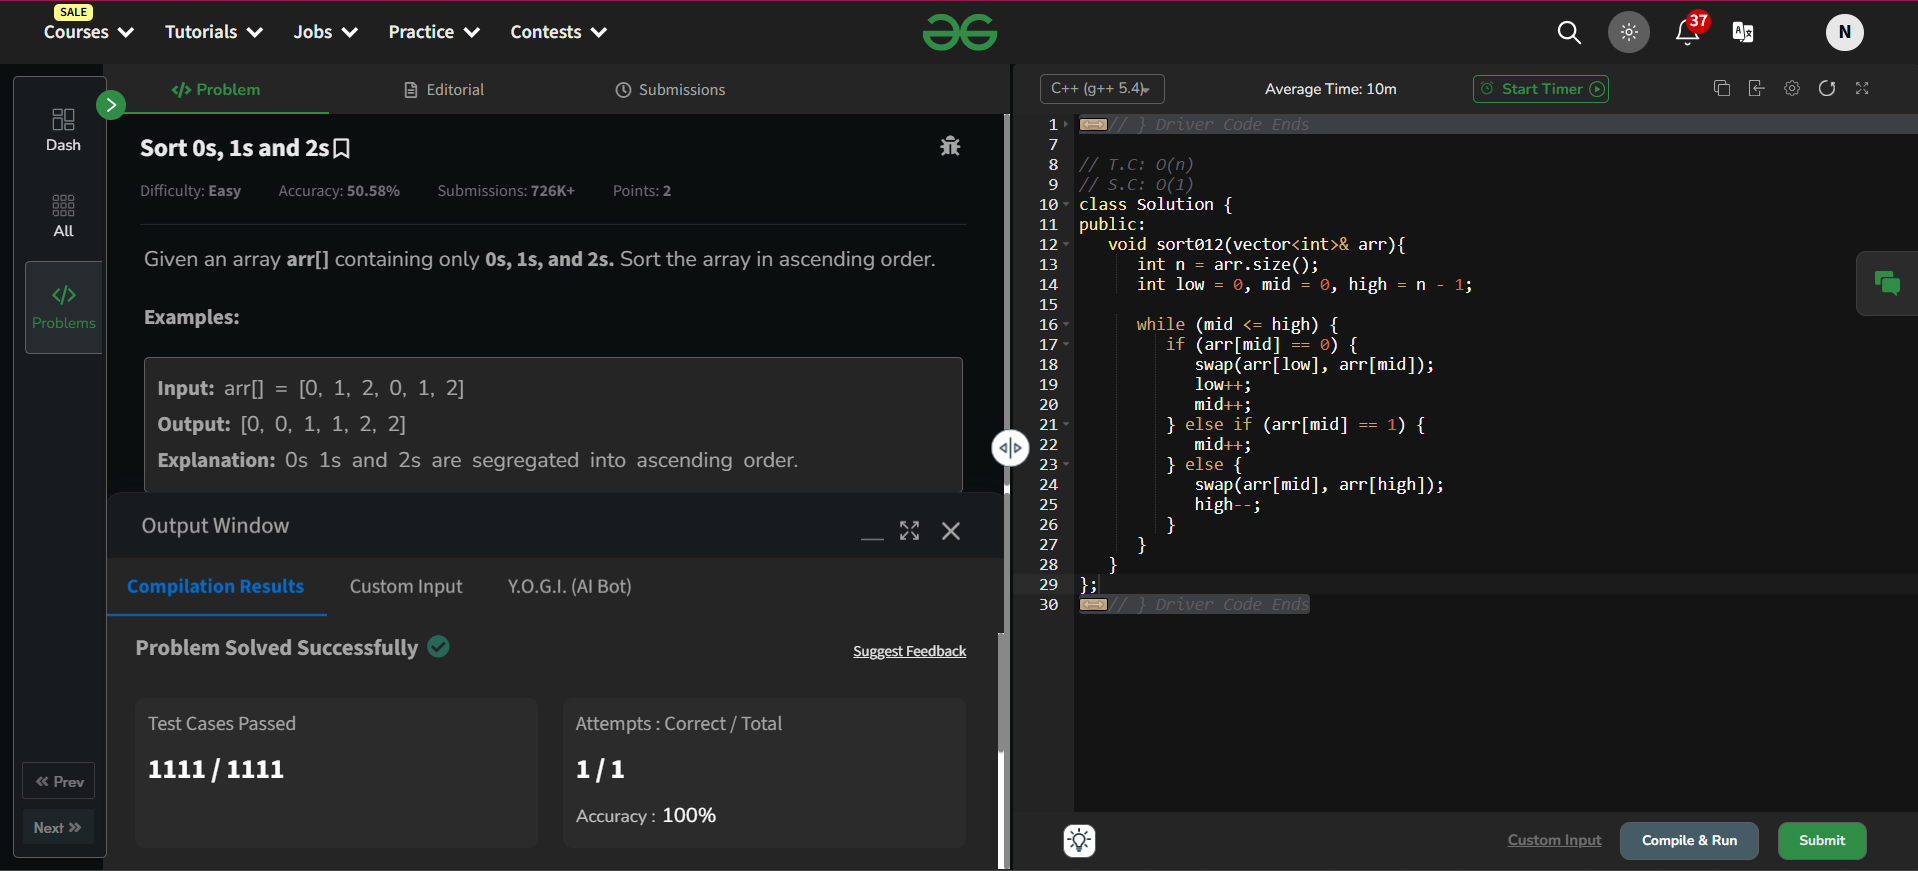 SALE
Courses Tutorials Jobs Practice Contests
37
N
Dash
All
Problems
Prev
Next
</> Problem Editorial Submissions
Sort 0s, 1s and 2s
Difficulty: Easy Accuracy: 50.58% Submissions: 726K+ Points: 2
Given an array arr[] containing only 0s, 1s, and 2s. Sort the array in ascending order.
Examples:
Input: arr[] = [0, 1, 2, 0, 1, 2]
Output: [0, 0, 1, 1, 2, 2]
Explanation: 0s 1s and 2s are segregated into ascending order.
Output Window
Compilation Results Custom Input Y.O.G.I. (AI Bot)
Problem Solved Successfully
Suggest Feedback
Test Cases Passed
1111 / 1111
Attempts : Correct / Total
1 / 1
Accuracy : 100%
C++ (g++ 5.4) Average Time: 10m Start Timer
1 // } Driver Code Ends
7
8 // T.C: O(n)
9 // S.C: O(1)
10 class Solution {
11 public:
12 void sort012(vector<int>& arr){
13 int n = arr.size();
14 int low = 0, mid = 0, high = n - 1;
15
16 while (mid <= high) {
17 if (arr[mid] == 0) {
18 swap(arr[low], arr[mid]);
19 low++;
20 mid++;
21 } else if (arr[mid] == 1) {
22 mid++;
23 } else {
24 swap(arr[mid], arr[high]);
25 high--;
26 }
27 }
28 }
29 };
30 // } Driver Code Ends
Custom Input Compile & Run Submit